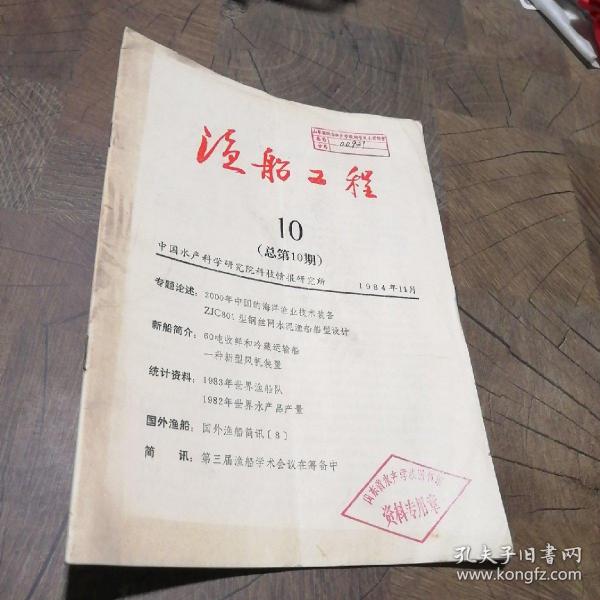 00921
渔船工程
10
(总第10期)
中国水产科学研究院科技情报研究所 1984年11月
专题论述：2000年中国的海洋渔业技术装备
ZJC801型钢丝网水泥渔船船型设计
新船简介：60吨收鲜和冷藏运输船
一种新型风帆装置
统计资料：1983年世界渔船队
1982年世界水产品产量
国外渔船：国外渔船简讯〔8〕
简 讯：第三届渔船学术会议在筹备中
资料专用章
孔夫子旧书网
www.kongfz.com